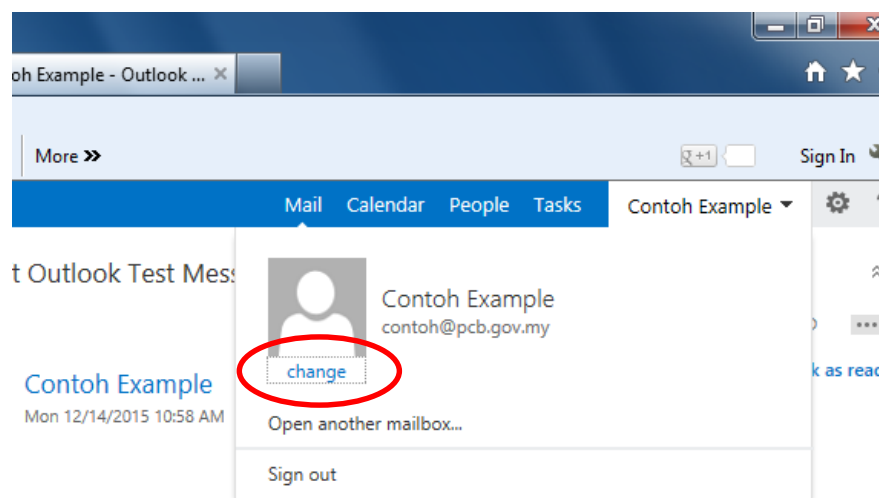 oh Example - Outlook ...
More
g +1
Sign In
Mail Calendar People Tasks Contoh Example
t Outlook Test Mess
Contoh Example
contoh@pcb.gov.my
change
k as read
Contoh Example
Mon 12/14/2015 10:58 AM
Open another mailbox...
Sign out